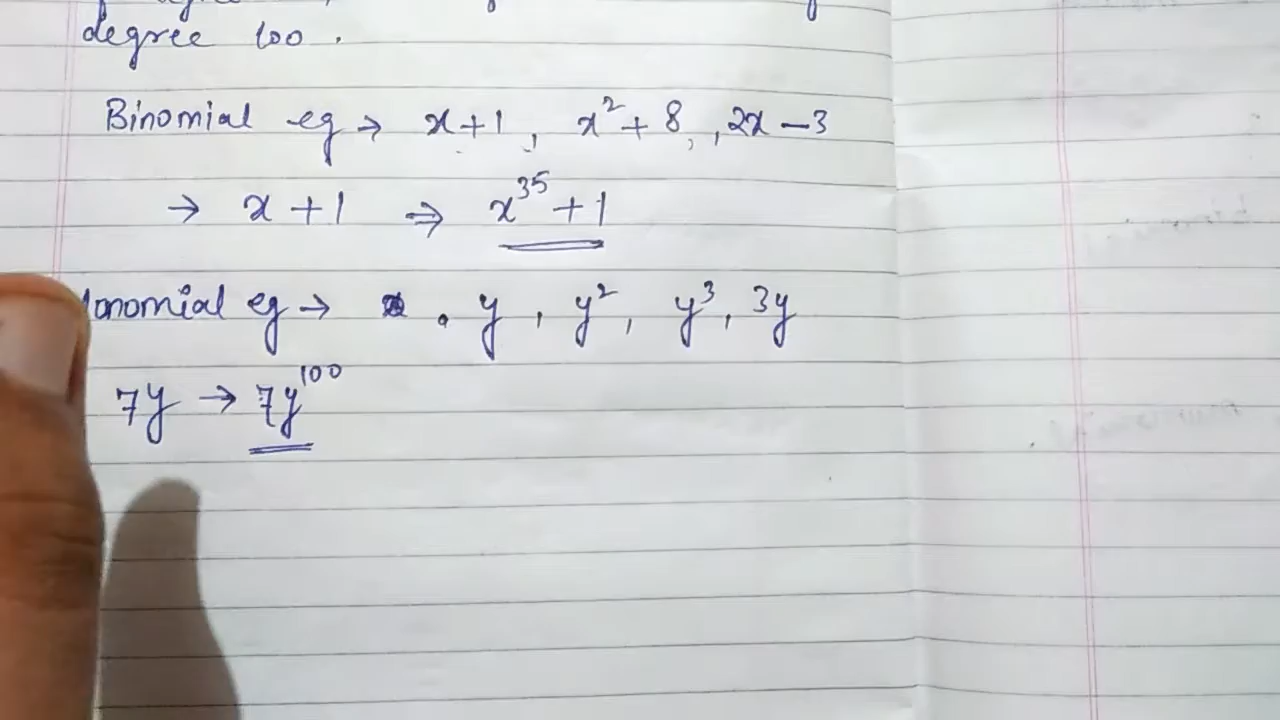 degree 100.
Binomial eg → x+1, x²+8, 2x-3
→ x+1 ⇒ x³⁵+1
onomial eg → y, y², y³, 3y
7y → 7y¹⁰⁰